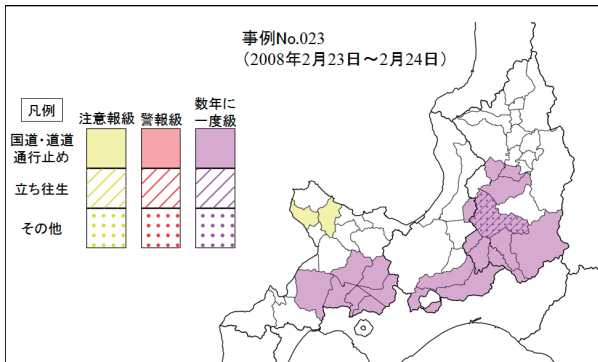 事例No.023
（2008年2月23日～2月24日）
凡例
注意報級
警報級
数年に
一度級
国道・道道
通行止め
立ち往生
その他